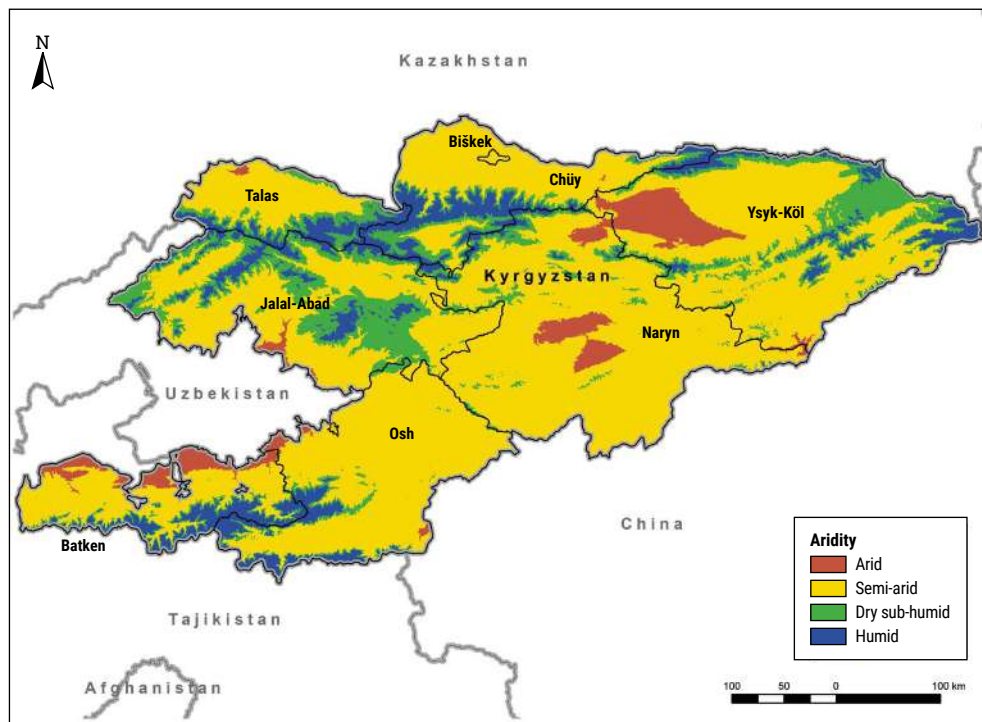 N
Kazakhstan
Biškek
Chüy
Talas
Ysyk-Köl
Kyrgyzstan
Jalal-Abad
Naryn
Uzbekistan
Osh
China
Batken
Tajikistan
Afghanistan
Aridity
Arid
Semi-arid
Dry sub-humid
Humid
100 50 0 100 km